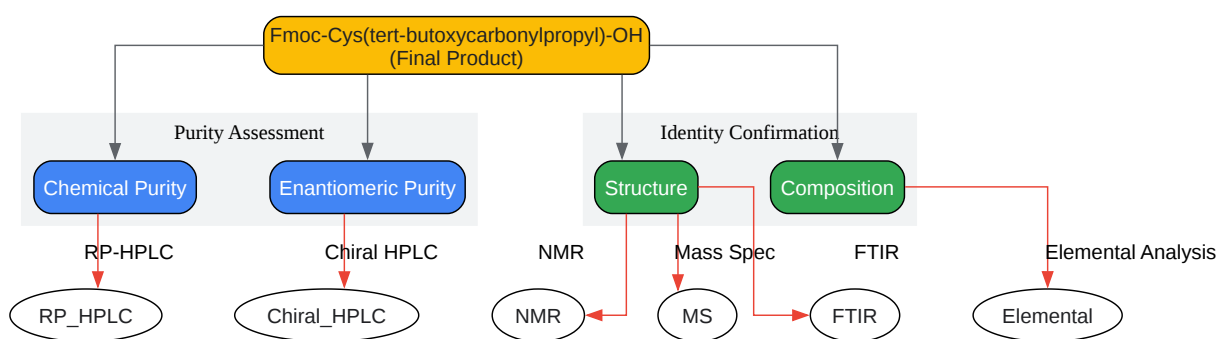 Fmoc-Cys(tert-butoxycarbonylpropyl)-OH
(Final Product)
Purity Assessment
Identity Confirmation
Chemical Purity
Enantiomeric Purity
Structure
Composition
RP-HPLC
Chiral HPLC
NMR
Mass Spec
FTIR
Elemental Analysis
RP_HPLC
Chiral_HPLC
NMR
MS
FTIR
Elemental